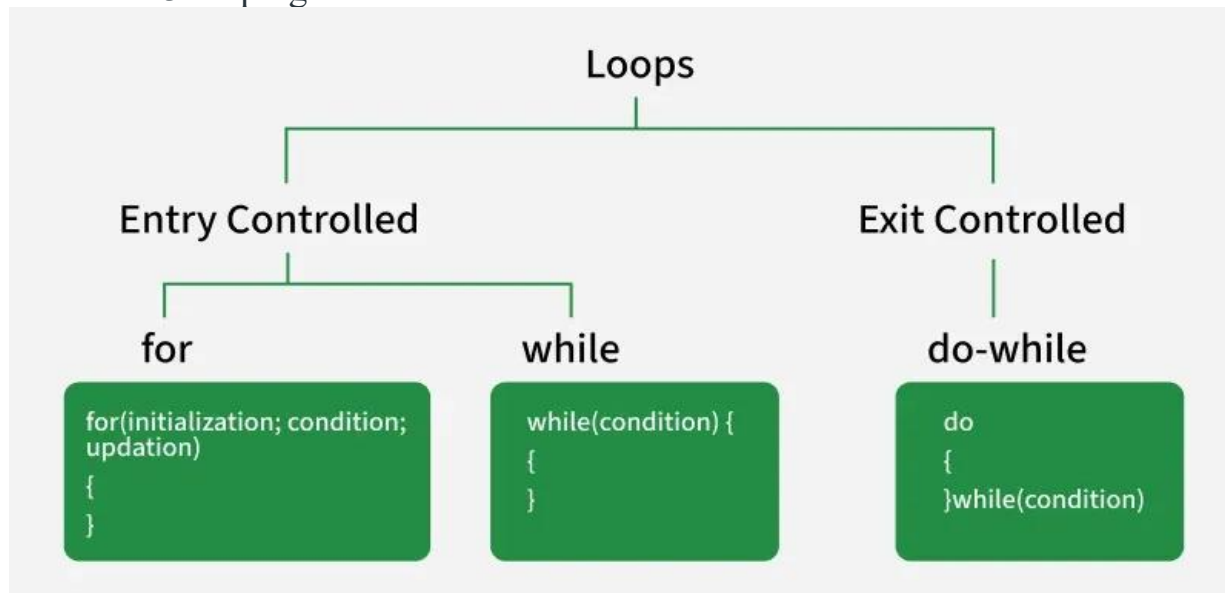 Loops
Entry Controlled
Exit Controlled
for
while
do-while
for(initialization; condition;
updation)
{
}
while(condition) {
{
}
do
{
}while(condition)